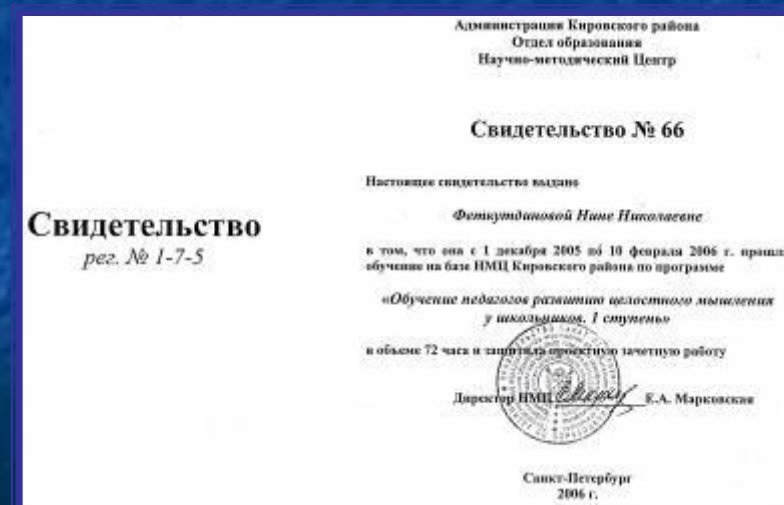 Свидетельство
рег. № 1-7-5
Администрация Кировского района
Отдел образования
Научно-методический Центр
Свидетельство № 66
Настоящее свидетельство выдано
Феткутдиновой Нине Николаевне
в том, что она с 1 декабря 2005 по 10 февраля 2006 г. прошла
обучение на базе НМЦ Кировского района по программе
«Обучение педагогов развитию целостного мышления
у школьников. 1 ступень»
в объеме 72 часа и защитила проектную зачетную работу
Директор НМЦ Е.А. Марковская
Санкт-Петербург
2006 г.